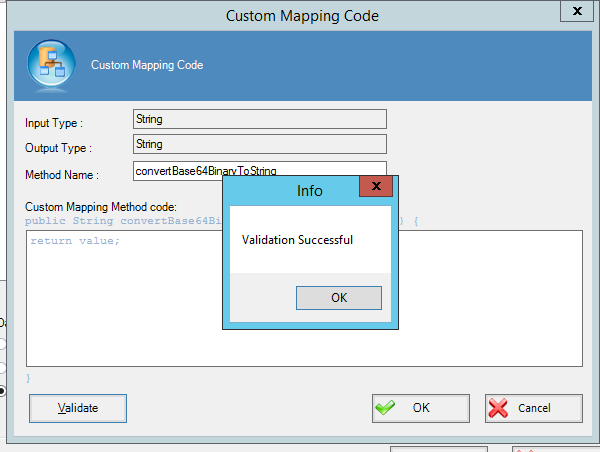 Custom Mapping Code
x
Custom Mapping Code
Input Type :
String
Output Type :
String
Method Name :
convertBase64BinaryToString
Info
x
Custom Mapping Method code:
public String convertBase64Bi
) {
return value;
Validation Successful
OK
}
Validate
OK
Cancel